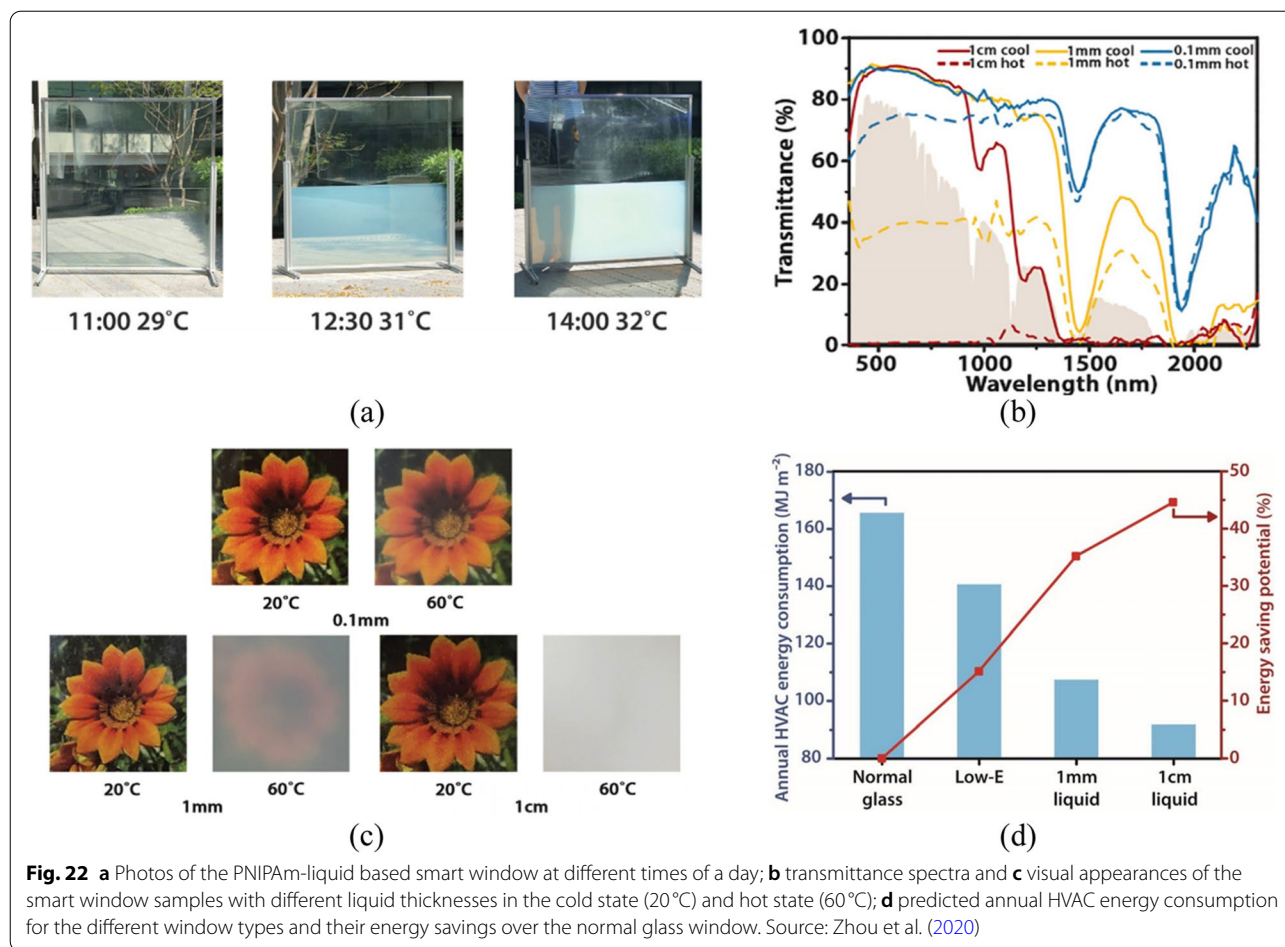 11:00 29°C
12:30 31°C
14:00 32°C
(a)
100
80
60
40
20
0
Transmittance (%)
1cm cool
1mm cool
0.1mm cool
1cm hot
1mm hot
0.1mm hot
500
1000
1500
2000
Wavelength (nm)
(b)
20°C
60°C
0.1mm
20°C
60°C
20°C
60°C
1mm
1cm
(c)
Annual HVAC energy consumption (MJ m⁻²)
180
160
140
120
100
80
50
40
30
20
10
0
Energy saving potential (%)
Normal
glass
Low-E
1mm
liquid
1cm
liquid
(d)
Fig. 22 a Photos of the PNIPAm-liquid based smart window at different times of a day; b transmittance spectra and c visual appearances of the
smart window samples with different liquid thicknesses in the cold state (20°C) and hot state (60°C); d predicted annual HVAC energy consumption
for the different window types and their energy savings over the normal glass window. Source: Zhou et al. (2020)